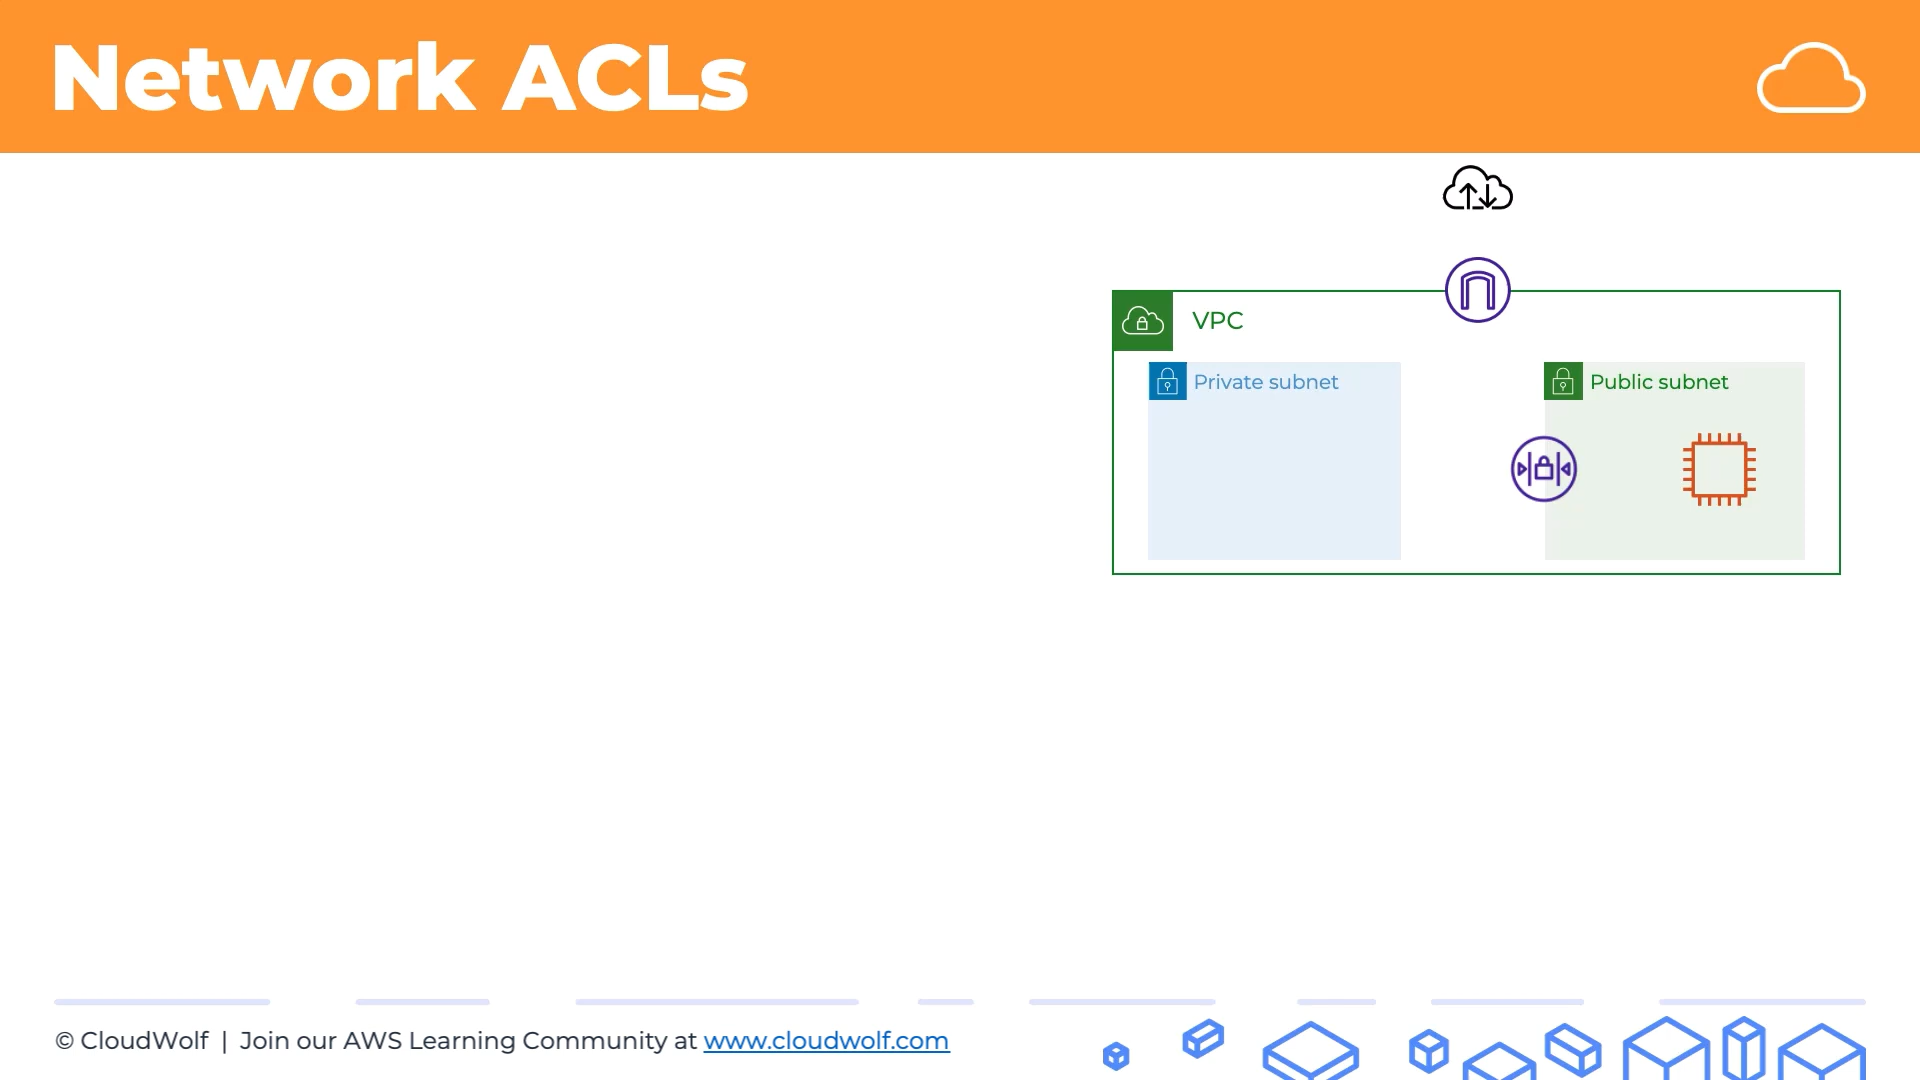 Network ACLs
VPC
Private subnet
Public subnet
© CloudWolf | Join our AWS Learning Community at www.cloudwolf.com